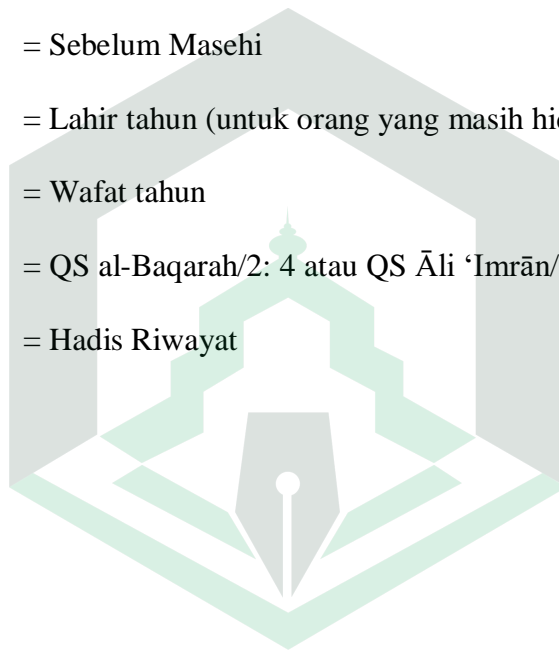 = Sebelum Masehi
= Lahir tahun (untuk orang yang masih
= Wafat tahun
= QS al-Baqarah/2: 4 atau QS Āli ‘Imrān/
= Hadis Riwayat